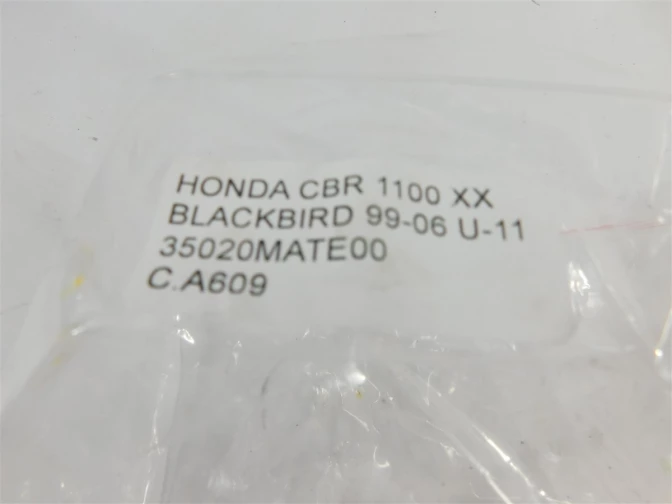 HONDA CBR 1100 XX
BLACKBIRD 99-06 U-11
35020MATE00
C.A609